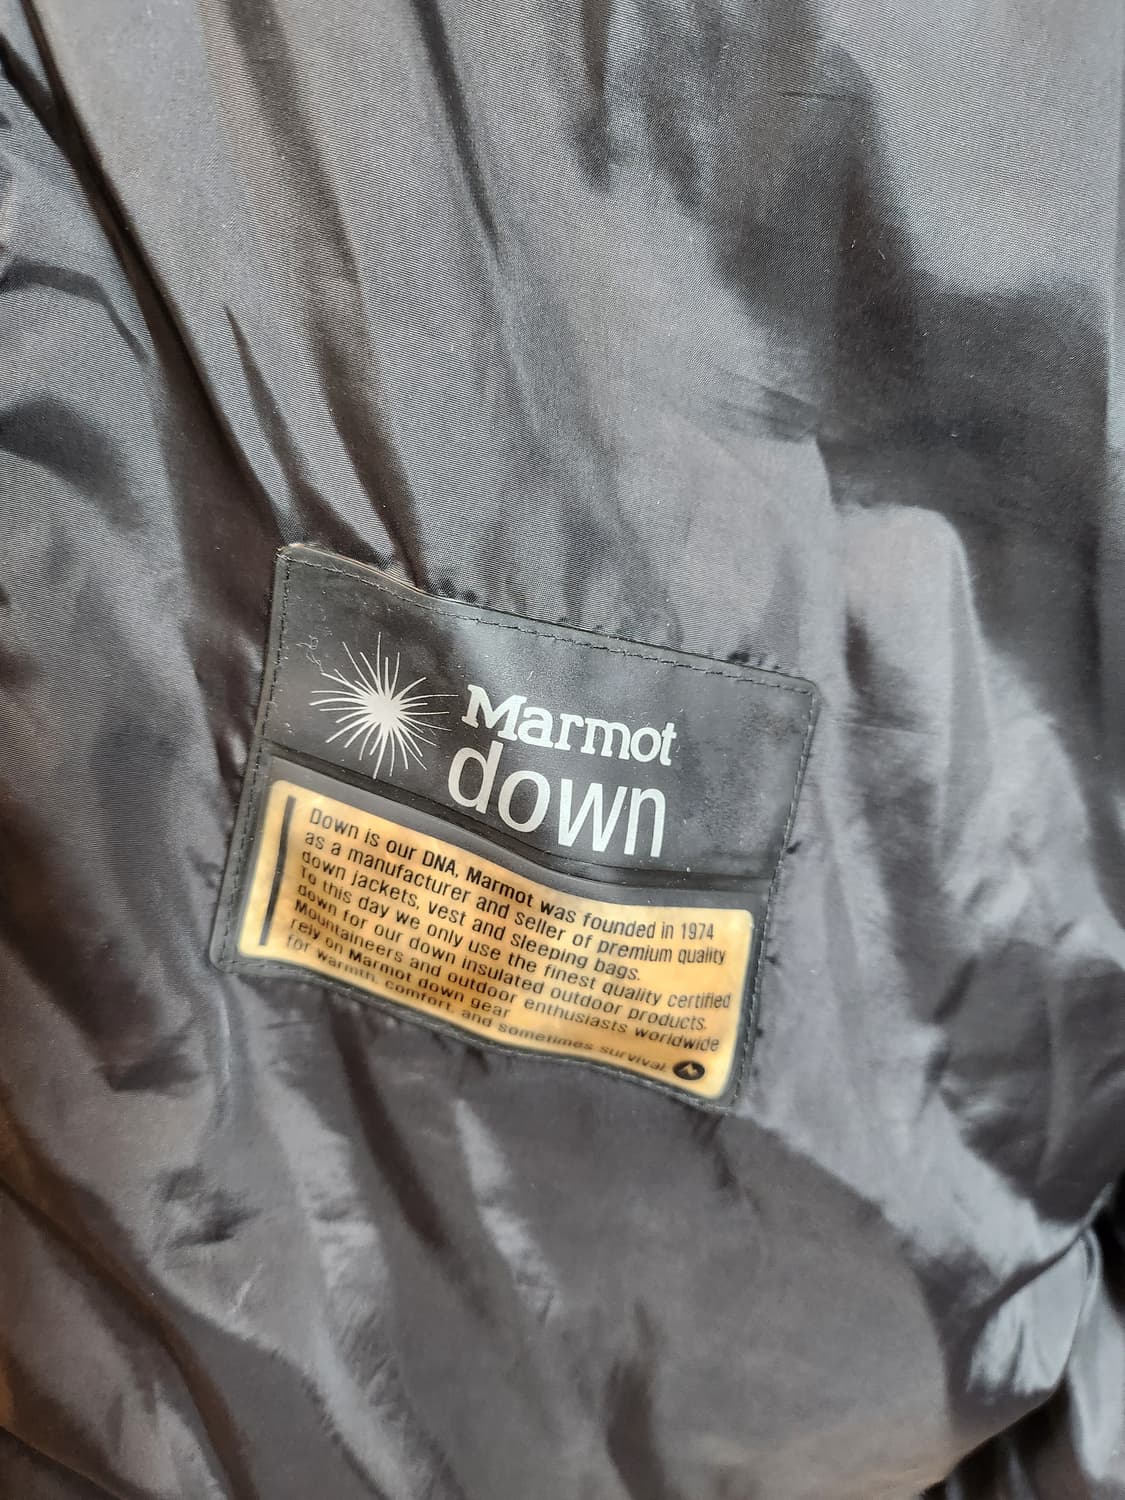 Marmot
down
Down is our DNA, Marmot was founded in 1974
as a manufacturer and seller of premium quality
down jackets, vest and sleeping bags.
To this day we only use the finest quality certified
down for our down insulated outdoor products.
Mountaineers and outdoor enthusiasts worldwide
rely on Marmot down gear
for warmth, comfort, and sometimes survival.